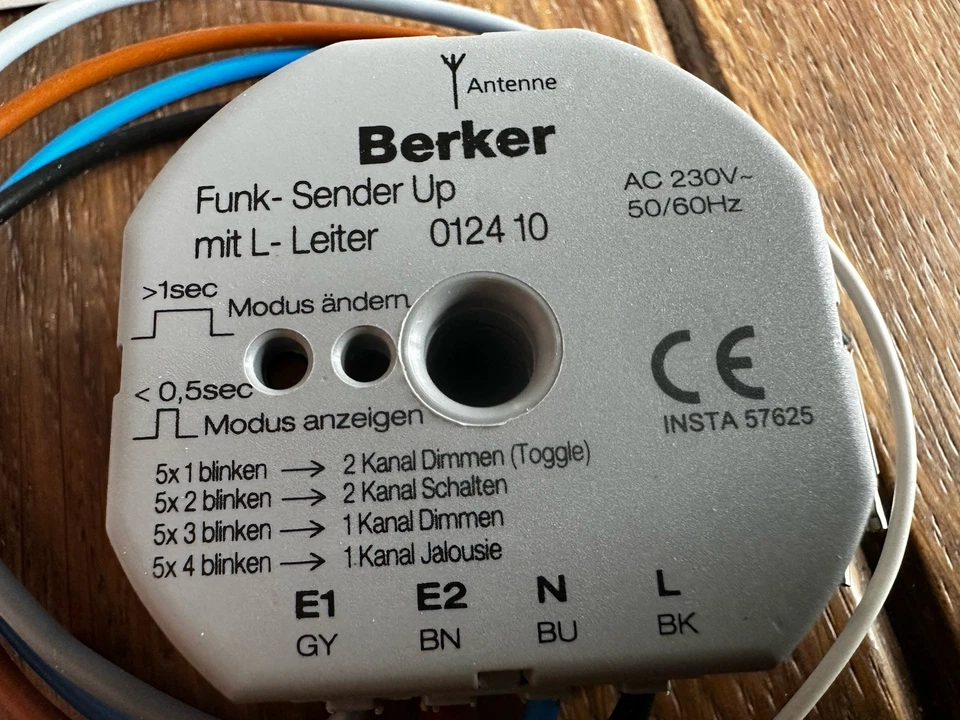 Antenne
Berker
Funk- Sender Up
mit L- Leiter 0124 10
AC 230V~
50/60Hz
>1sec
Modus ändern
< 0,5sec
Modus anzeigen
CE
INSTA 57625
5x 1 blinken → 2 Kanal Dimmen (Toggle)
5x 2 blinken → 2 Kanal Schalten
5x 3 blinken → 1 Kanal Dimmen
5x 4 blinken → 1 Kanal Jalousie
E1 E2 N L
GY BN BU BK